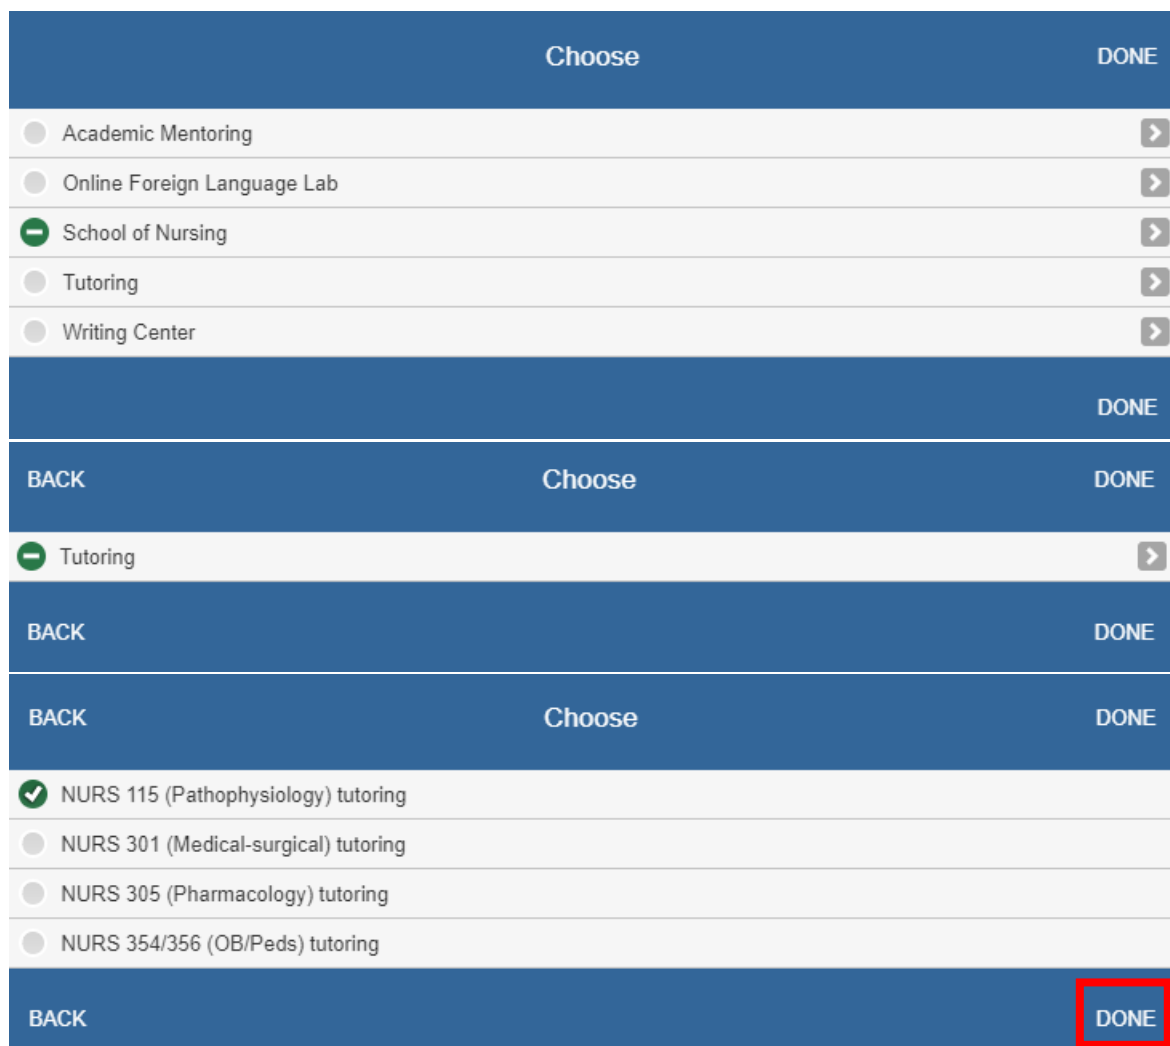 Choose DONE
Academic Mentoring
Online Foreign Language Lab
School of Nursing
Tutoring
Writing Center
DONE
BACK Choose DONE
Tutoring
BACK DONE
BACK Choose DONE
NURS 115 (Pathophysiology) tutoring
NURS 301 (Medical-surgical) tutoring
NURS 305 (Pharmacology) tutoring
NURS 354/356 (OB/Peds) tutoring
BACK DONE